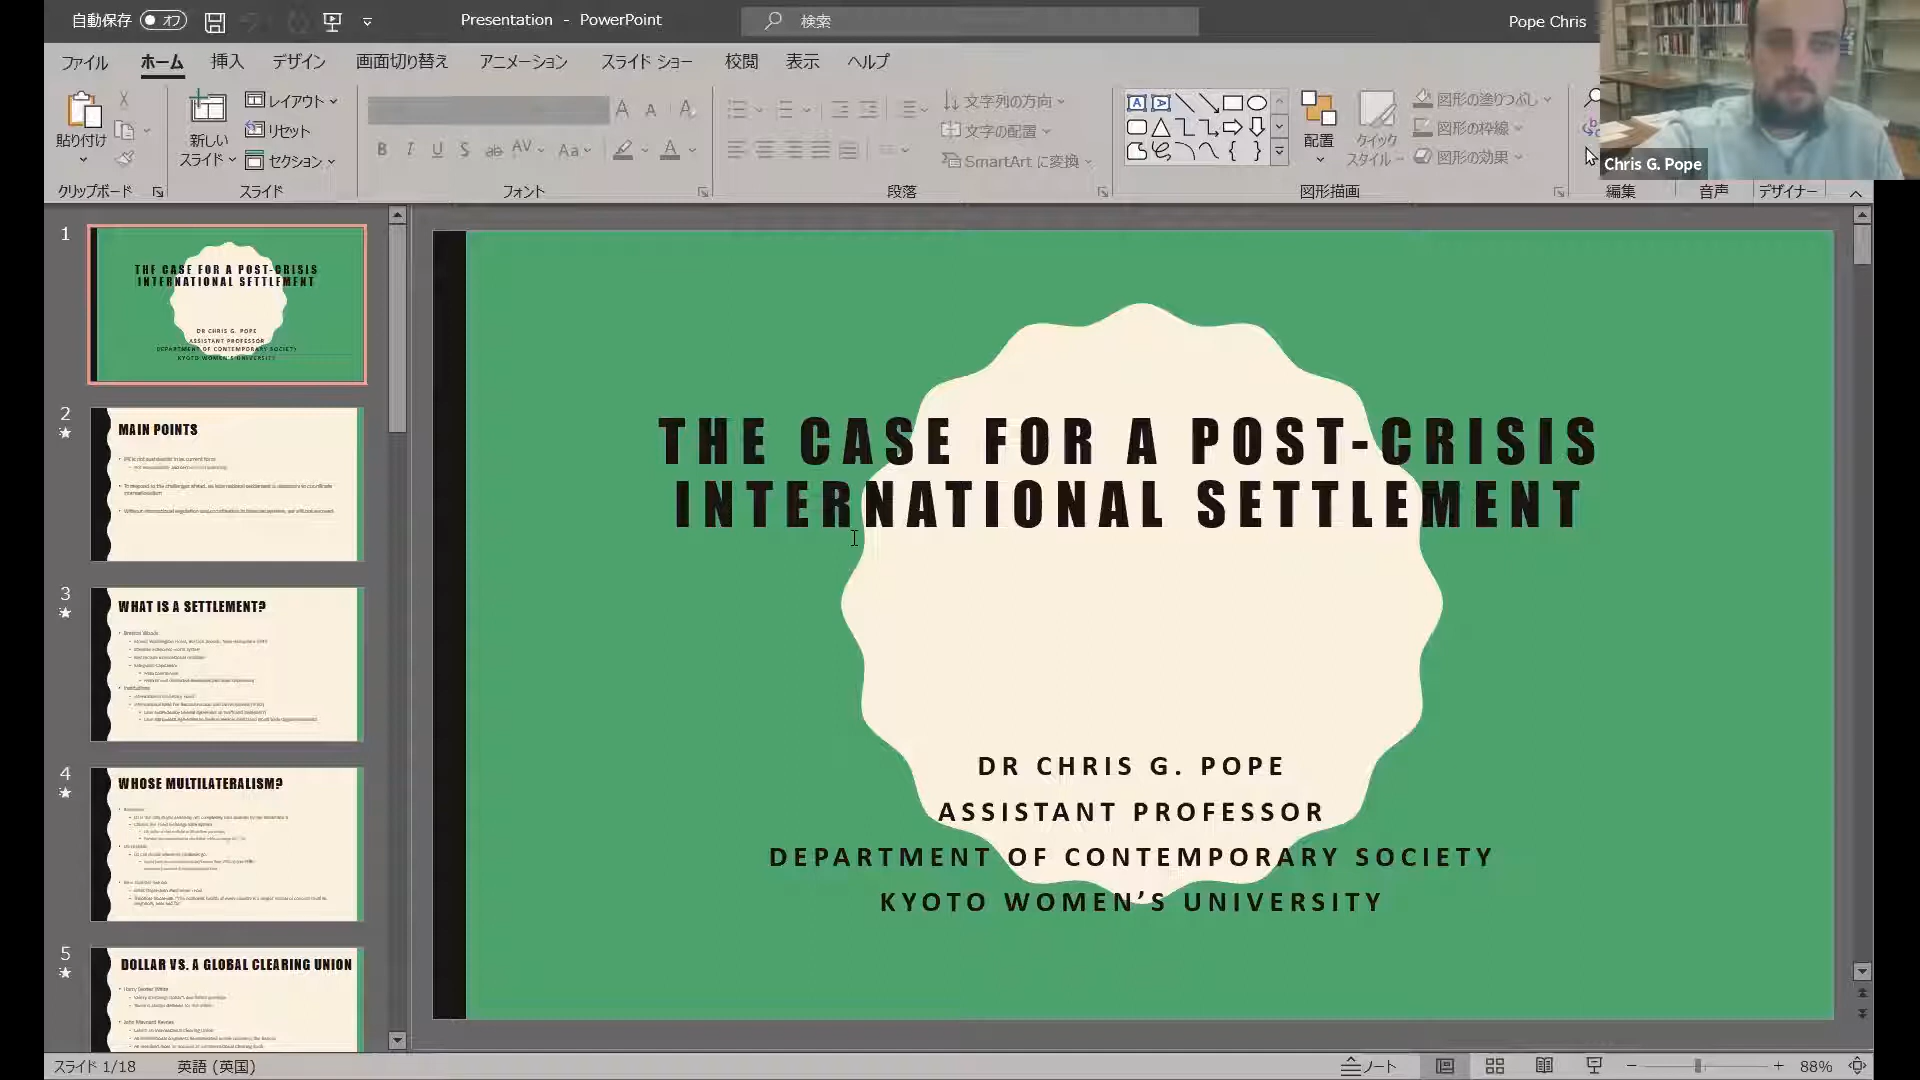 自動保存 オフ
Presentation - PowerPoint
検索
Pope Chris
ファイル ホーム 挿入 デザイン 画面切り替え アニメーション スライド ショー 校閲 表示 ヘルプ
貼り付け
新しい
スライド
レイアウト
リセット
セクション
文字列の方向
文字の配置
SmartArt に変換
配置
クイック
スタイル
図形の塗りつぶし
図形の枠線
図形の効果
Chris G. Pope
クリップボード スライド フォント 段落 図形描画 編集 音声 デザイナー
1
THE CASE FOR A POST-CRISIS
INTERNATIONAL SETTLEMENT
DR CHRIS G. POPE
ASSISTANT PROFESSOR
DEPARTMENT OF CONTEMPORARY SOCIETY
KYOTO WOMEN'S UNIVERSITY
2
MAIN POINTS
3
WHAT IS A SETTLEMENT?
4
WHOSE MULTILATERALISM?
5
DOLLAR VS. A GLOBAL CLEARING UNION
THE CASE FOR A POST-CRISIS
INTERNATIONAL SETTLEMENT
DR CHRIS G. POPE
ASSISTANT PROFESSOR
DEPARTMENT OF CONTEMPORARY SOCIETY
KYOTO WOMEN’S UNIVERSITY
スライド 1/18 英語 (英国)
ノート
88%